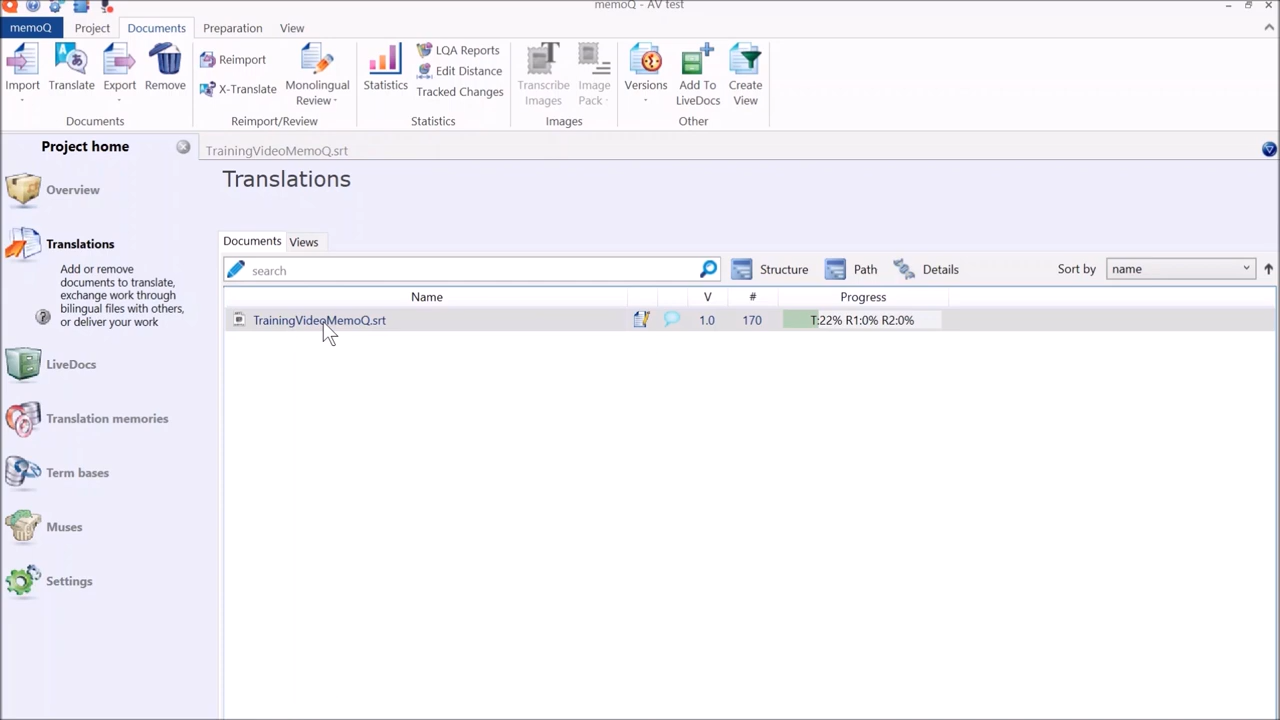 memoQ - AV test
memoQ Project Documents Preparation View
Import
Translate
Export
Remove
Documents
Reimport
X-Translate
Monolingual
Review
Reimport/Review
Statistics
LQA Reports
Edit Distance
Tracked Changes
Statistics
Transcribe
Images
Image
Pack
Images
Versions
Add To
LiveDocs
Create
View
Other
Project home
TrainingVideoMemoQ.srt
Overview
Translations
Add or remove
documents to translate,
exchange work through
bilingual files with others,
or deliver your work
LiveDocs
Translation memories
Term bases
Muses
Settings
Translations
Documents Views
search
Structure Path Details Sort by name
Name V # Progress
TrainingVideoMemoQ.srt 1.0 170 T:22% R1:0% R2:0%